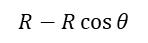 R − R cos θ